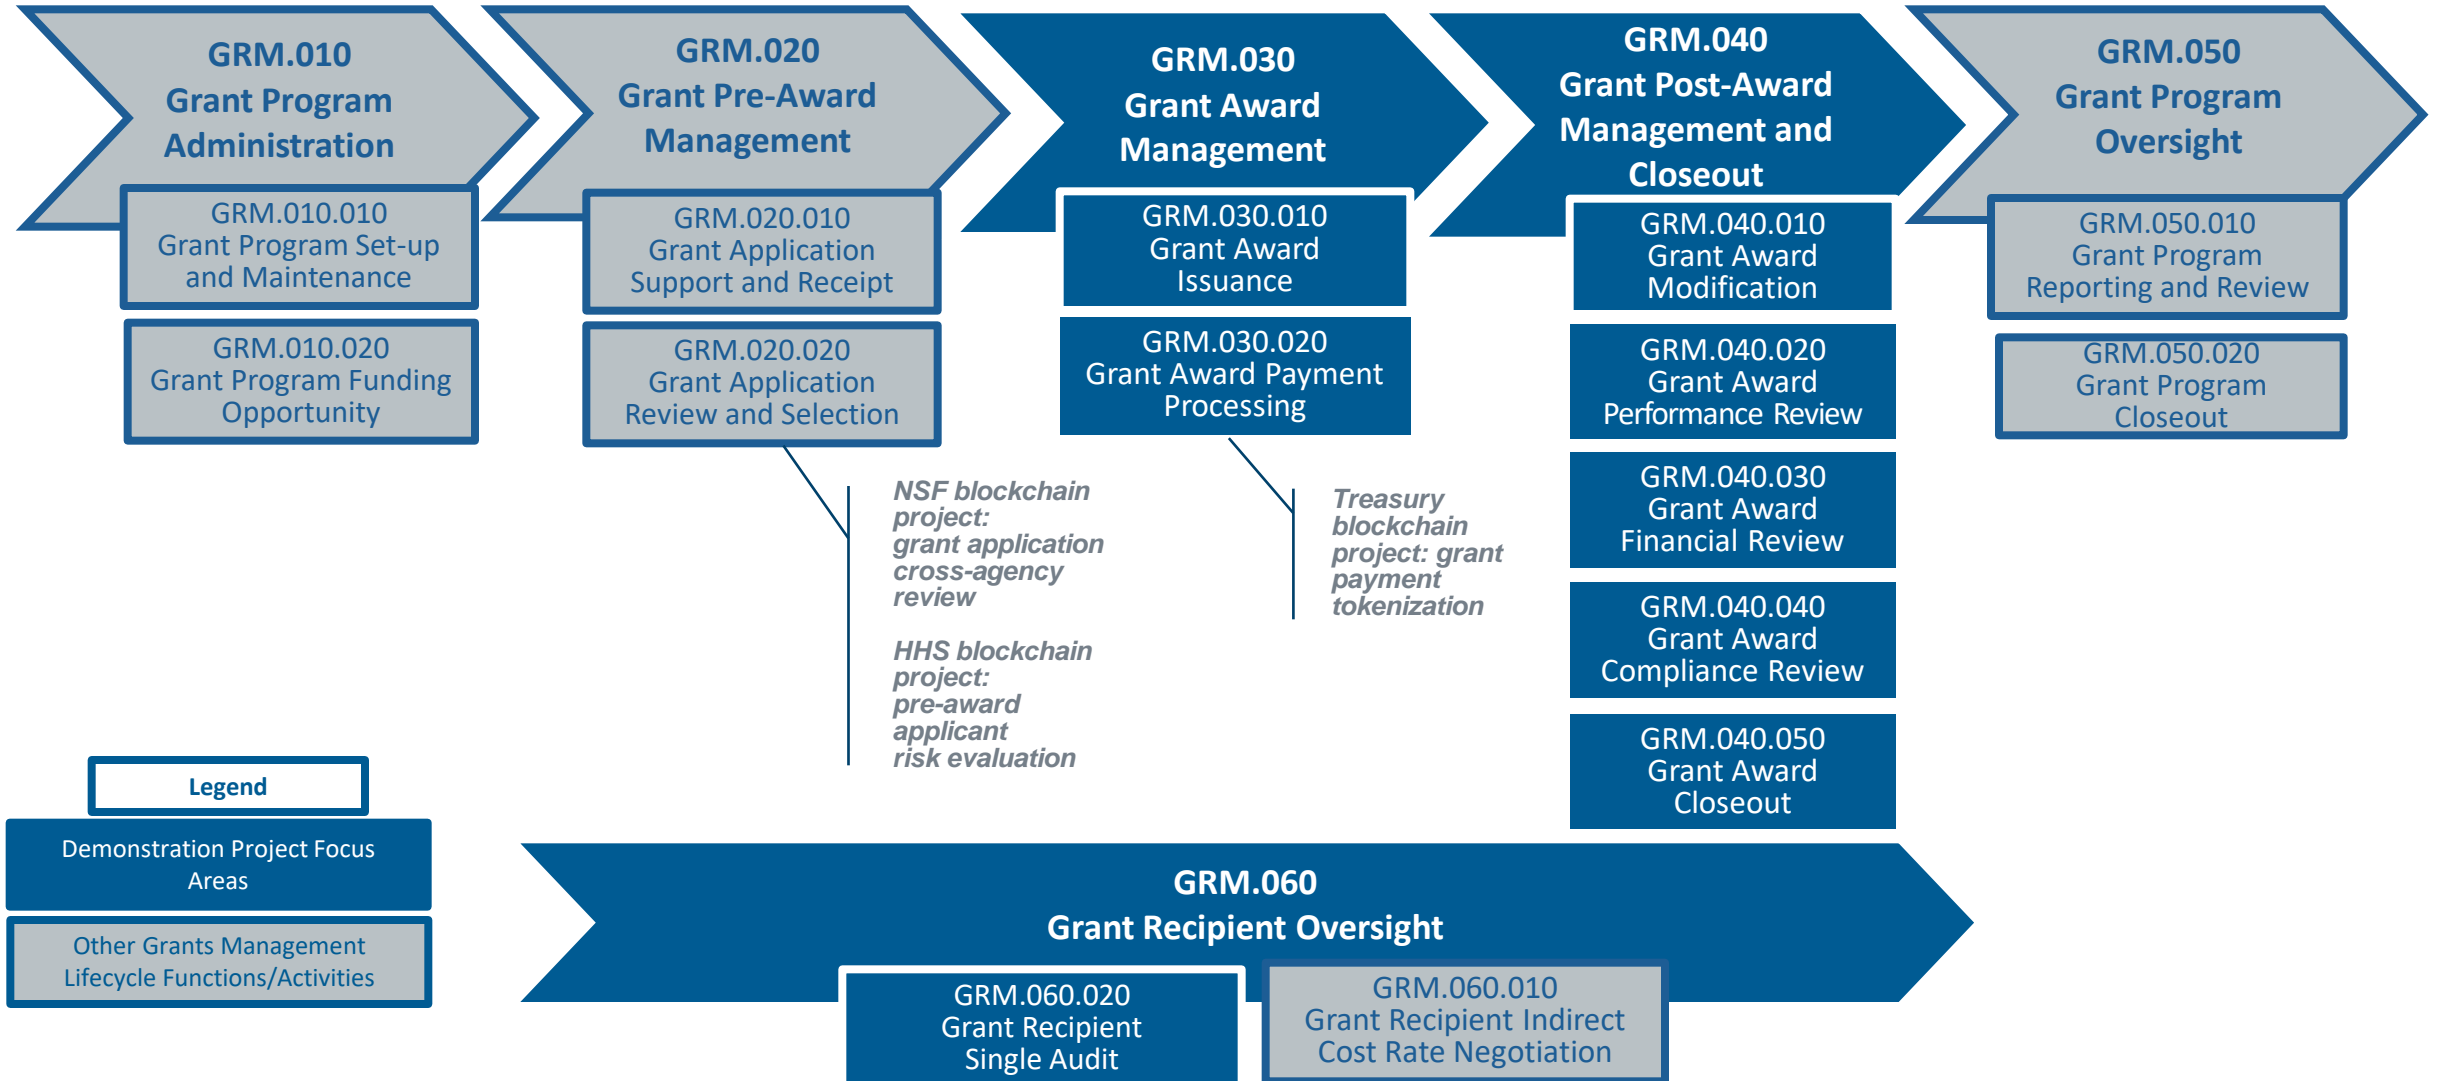 GRM.010
Grant Program
Administration
GRM.010.010
Grant Program Set-up
and Maintenance
GRM.010.020
Grant Program Funding
Opportunity
GRM.020
Grant Pre-Award
Management
GRM.020.010
Grant Application
Support and Receipt
GRM.020.020
Grant Application
Review and Selection
NSF blockchain
project:
grant application
cross-agency
review
HHS blockchain
project:
pre-award
applicant
risk evaluation
GRM.030
Grant Award
Management
GRM.030.010
Grant Award
Issuance
GRM.030.020
Grant Award Payment
Processing
Treasury
blockchain
project: grant
payment
tokenization
GRM.040
Grant Post-Award
Management and
Closeout
GRM.040.010
Grant Award
Modification
GRM.040.020
Grant Award
Performance Review
GRM.040.030
Grant Award
Financial Review
GRM.040.040
Grant Award
Compliance Review
GRM.040.050
Grant Award
Closeout
GRM.050
Grant Program
Oversight
GRM.050.010
Grant Program
Reporting and Review
GRM.050.020
Grant Program
Closeout
Legend
Demonstration Project Focus
Areas
Other Grants Management
Lifecycle Functions/Activities
GRM.060
Grant Recipient Oversight
GRM.060.020
Grant Recipient
Single Audit
GRM.060.010
Grant Recipient Indirect
Cost Rate Negotiation